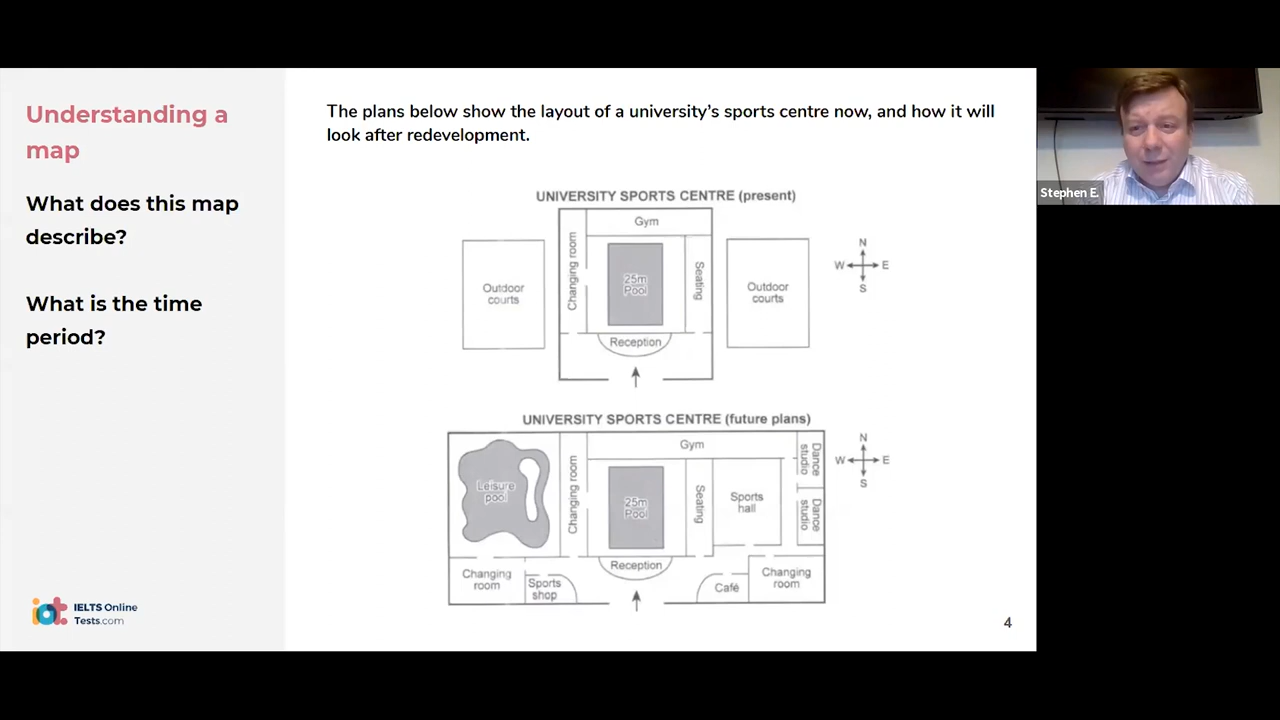 Understanding a
map
What does this map
describe?
What is the time
period?
The plans below show the layout of a university's sports centre now, and how it will
look after redevelopment.
UNIVERSITY SPORTS CENTRE (present)
Gym
Changing room
25m
Pool
Seating
Outdoor
courts
Outdoor
courts
Reception
N
W E
S
UNIVERSITY SPORTS CENTRE (future plans)
Gym
Leisure
pool
Changing room
25m
Pool
Seating
Sports
hall
Dance
studio
Dance
studio
N
W E
S
Reception
Changing
room
Sports
shop
Café
Changing
room
iot
IELTS Online
Tests.com
4
Stephen E.